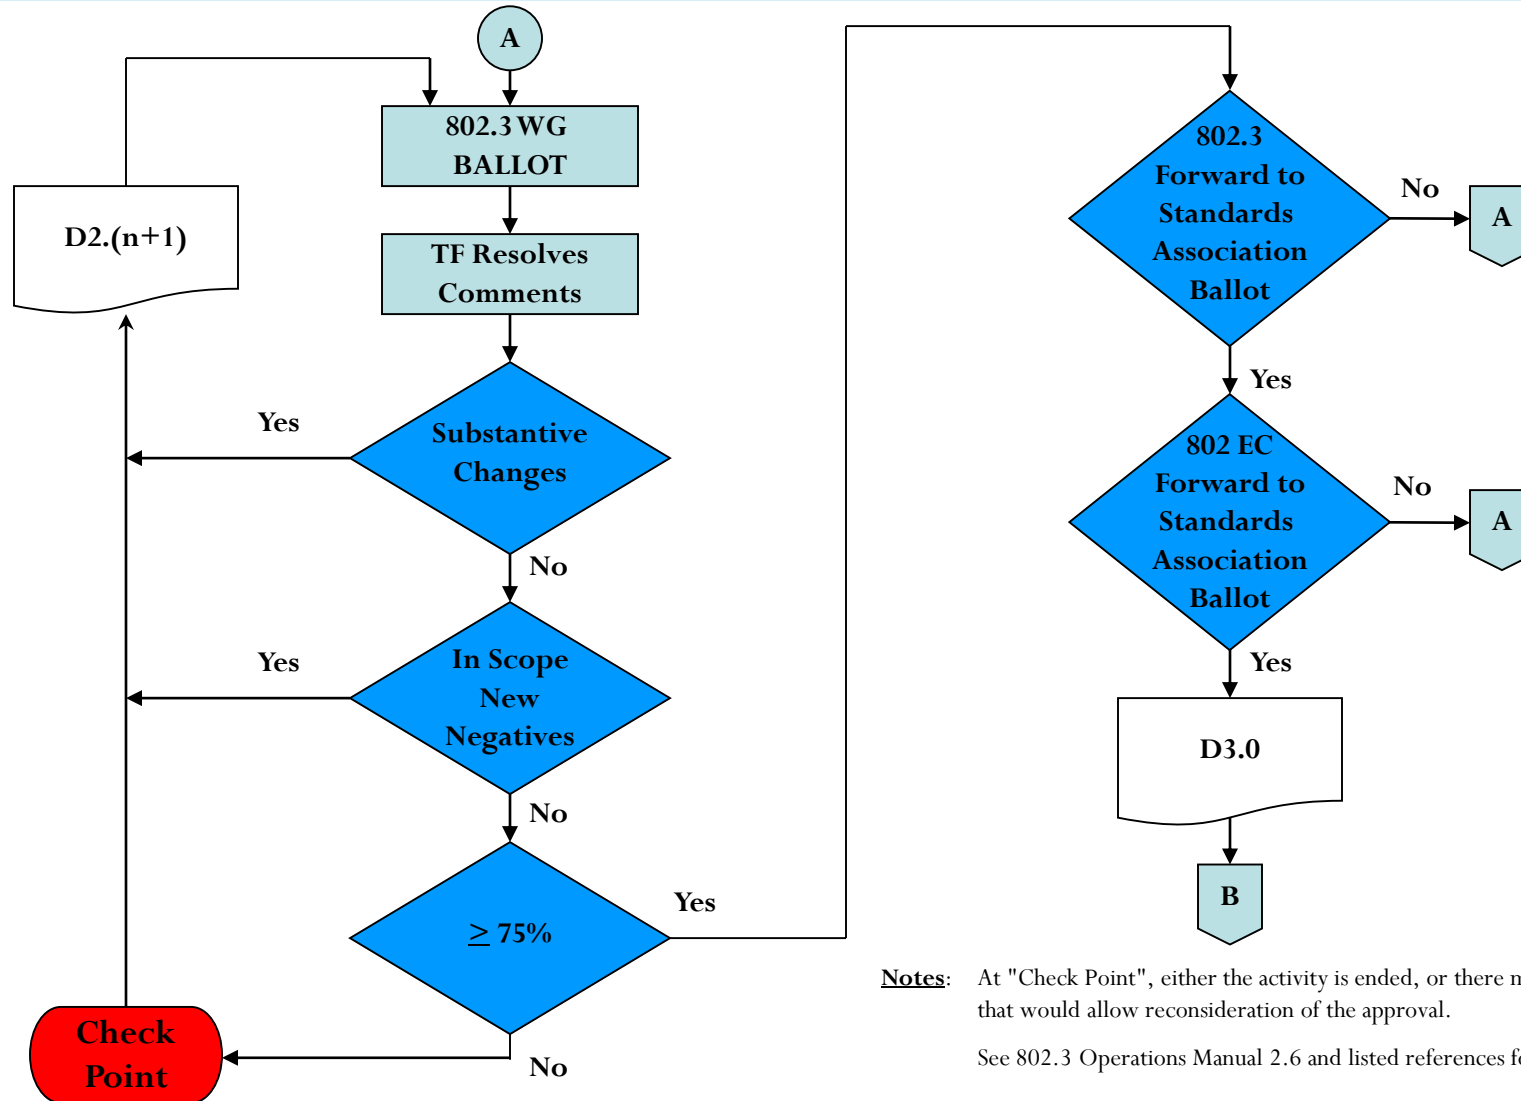 A
802.3 WG
BALLOT
D2.(n+1)
TF Resolves
Comments
Yes
Substantive
Changes
No
Yes
In Scope
New
Negatives
No
≥ 75%
Yes
Check
Point
No
802.3
Forward to
Standards
Association
Ballot
No
A
Yes
802 EC
Forward to
Standards
Association
Ballot
No
A
Yes
D3.0
B
Notes: At "Check Point", either the activity is ended, or there
that would allow reconsideration of the approval.
See 802.3 Operations Manual 2.6 and listed references